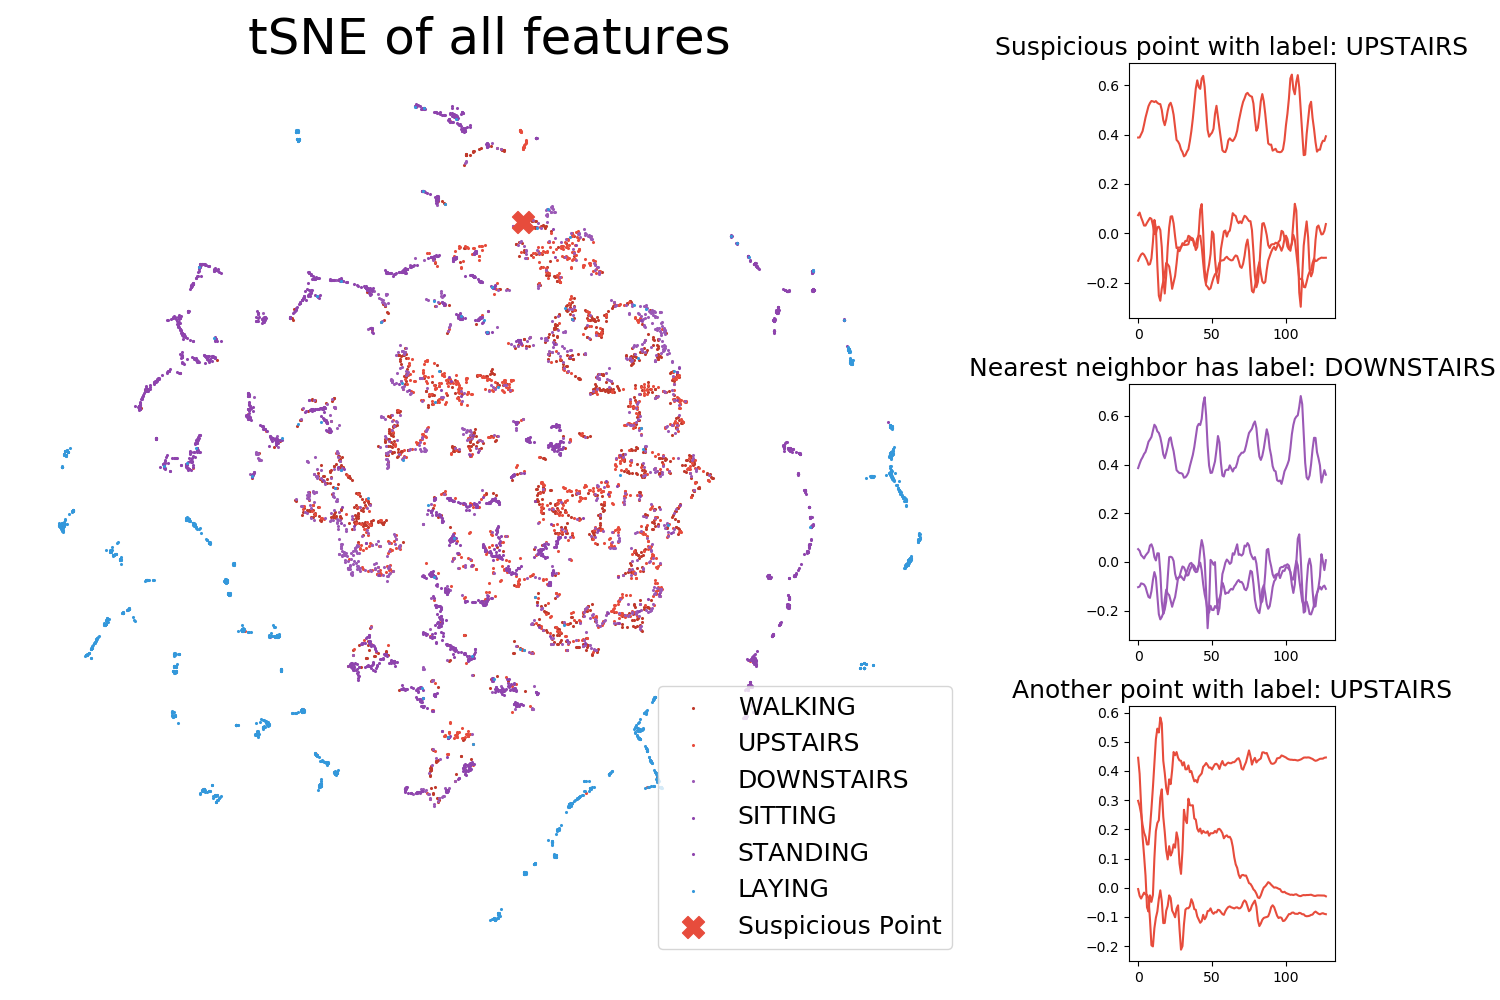 tSNE of all features
WALKING
UPSTAIRS
DOWNSTAIRS
SITTING
STANDING
LAYING
Suspicious Point
Suspicious point with label: UPSTAIRS
0.6
0.4
0.2
0.0
−0.2
0 50 100
Nearest neighbor has label: DOWNSTAIRS
0.6
0.4
0.2
0.0
−0.2
0 50 100
Another point with label: UPSTAIRS
0.6
0.5
0.4
0.3
0.2
0.1
0.0
−0.1
−0.2
0 50 100